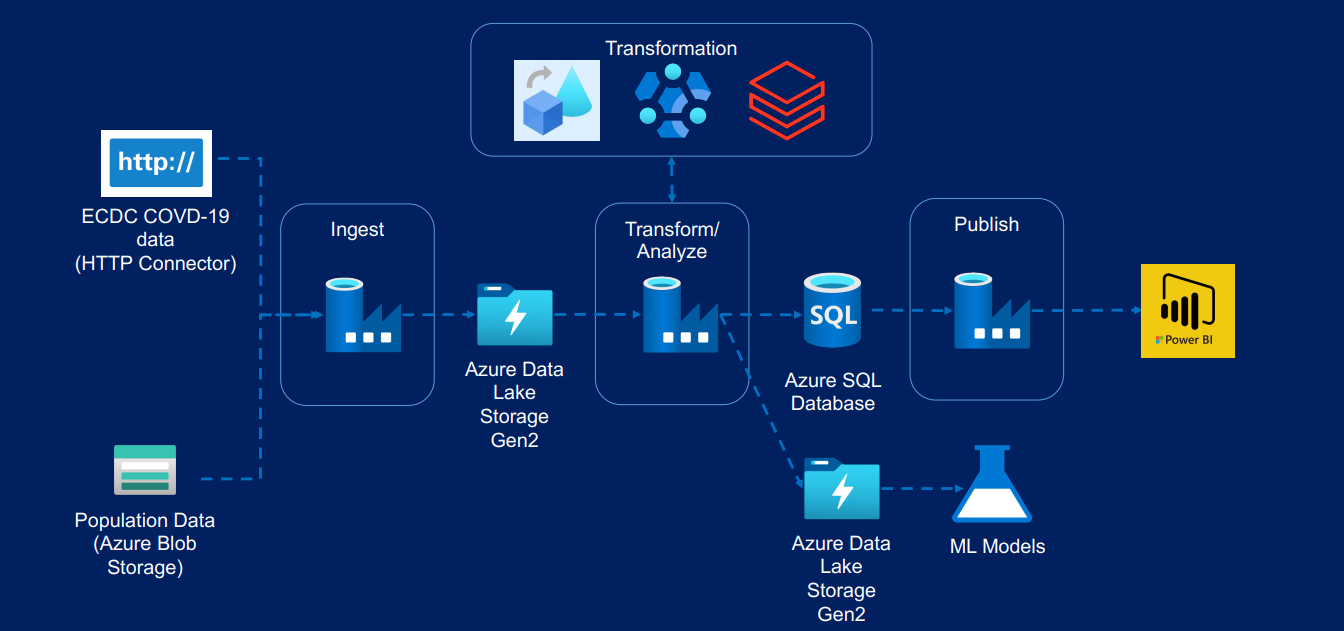 Transformation
http://
ECDC COVD-19
data
(HTTP Connector)
Ingest
Transform/
Analyze
Publish
SQL
Power BI
Azure Data
Lake
Storage
Gen2
Azure SQL
Database
Population Data
(Azure Blob
Storage)
Azure Data
Lake
Storage
Gen2
ML Models